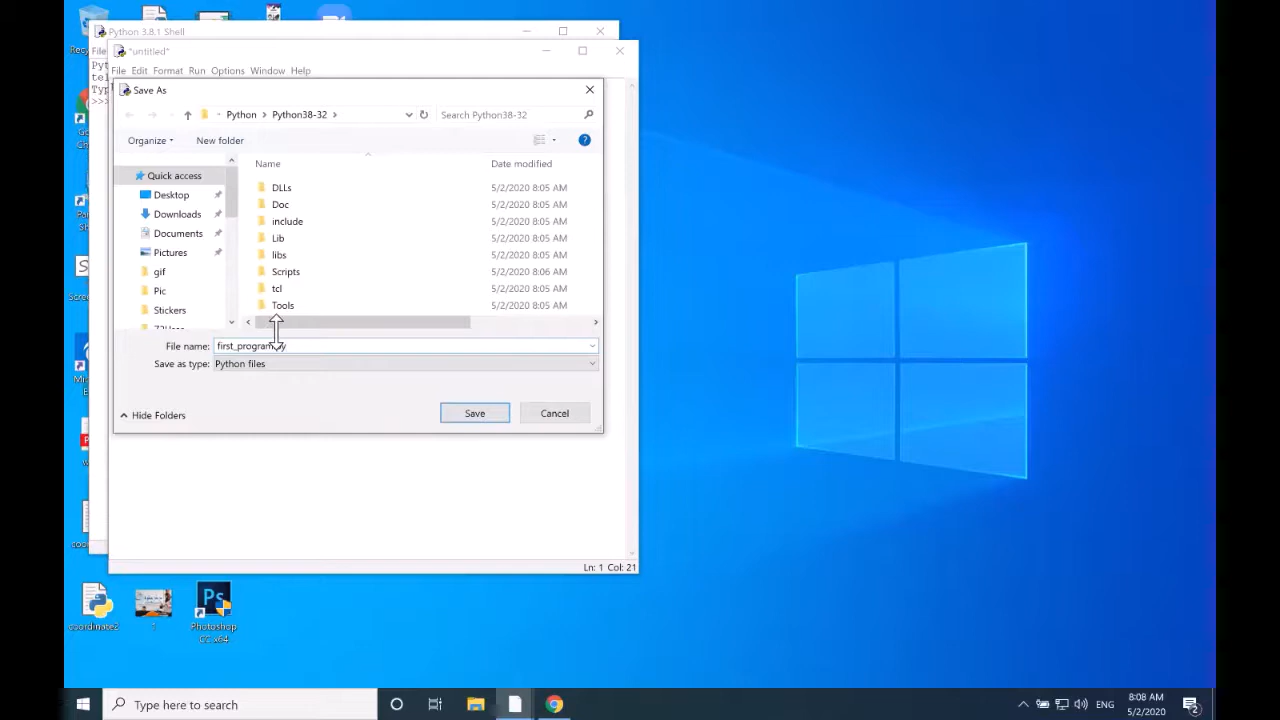 Python 3.8.1 Shell
*untitled*
File Edit Format Run Options Window Help
Save As
Python > Python38-32 >
Search Python38-32
Organize
New folder
Name
Date modified
Quick access
Desktop
Downloads
Documents
Pictures
gif
Pic
Stickers
DLLs 5/2/2020 8:05 AM
Doc 5/2/2020 8:05 AM
include 5/2/2020 8:05 AM
Lib 5/2/2020 8:05 AM
libs 5/2/2020 8:05 AM
Scripts 5/2/2020 8:06 AM
tcl 5/2/2020 8:05 AM
Tools 5/2/2020 8:05 AM
File name:
Save as type: Python files
Hide Folders
Save
Cancel
>>>
Ln: 1 Col: 21
coordinate2
1
Photoshop
CC x64
Type here to search
ENG
8:08 AM
5/2/2020
2